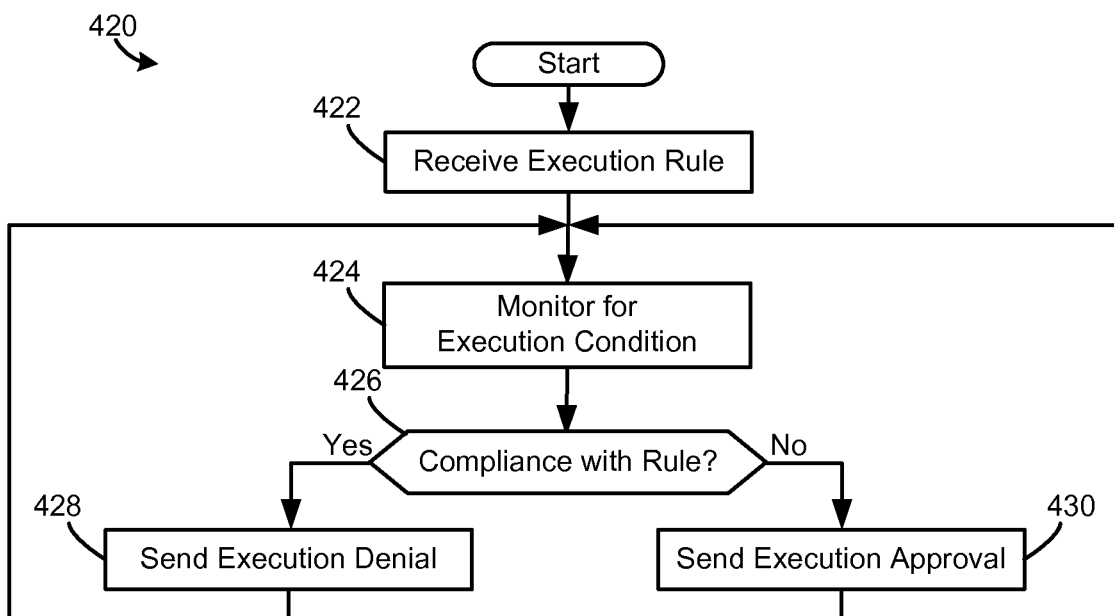 420
Start
422
Receive Execution Rule
424
Monitor for
Execution Condition
426
Yes
Compliance with Rule?
No
428
Send Execution Denial
Send Execution Approval
430